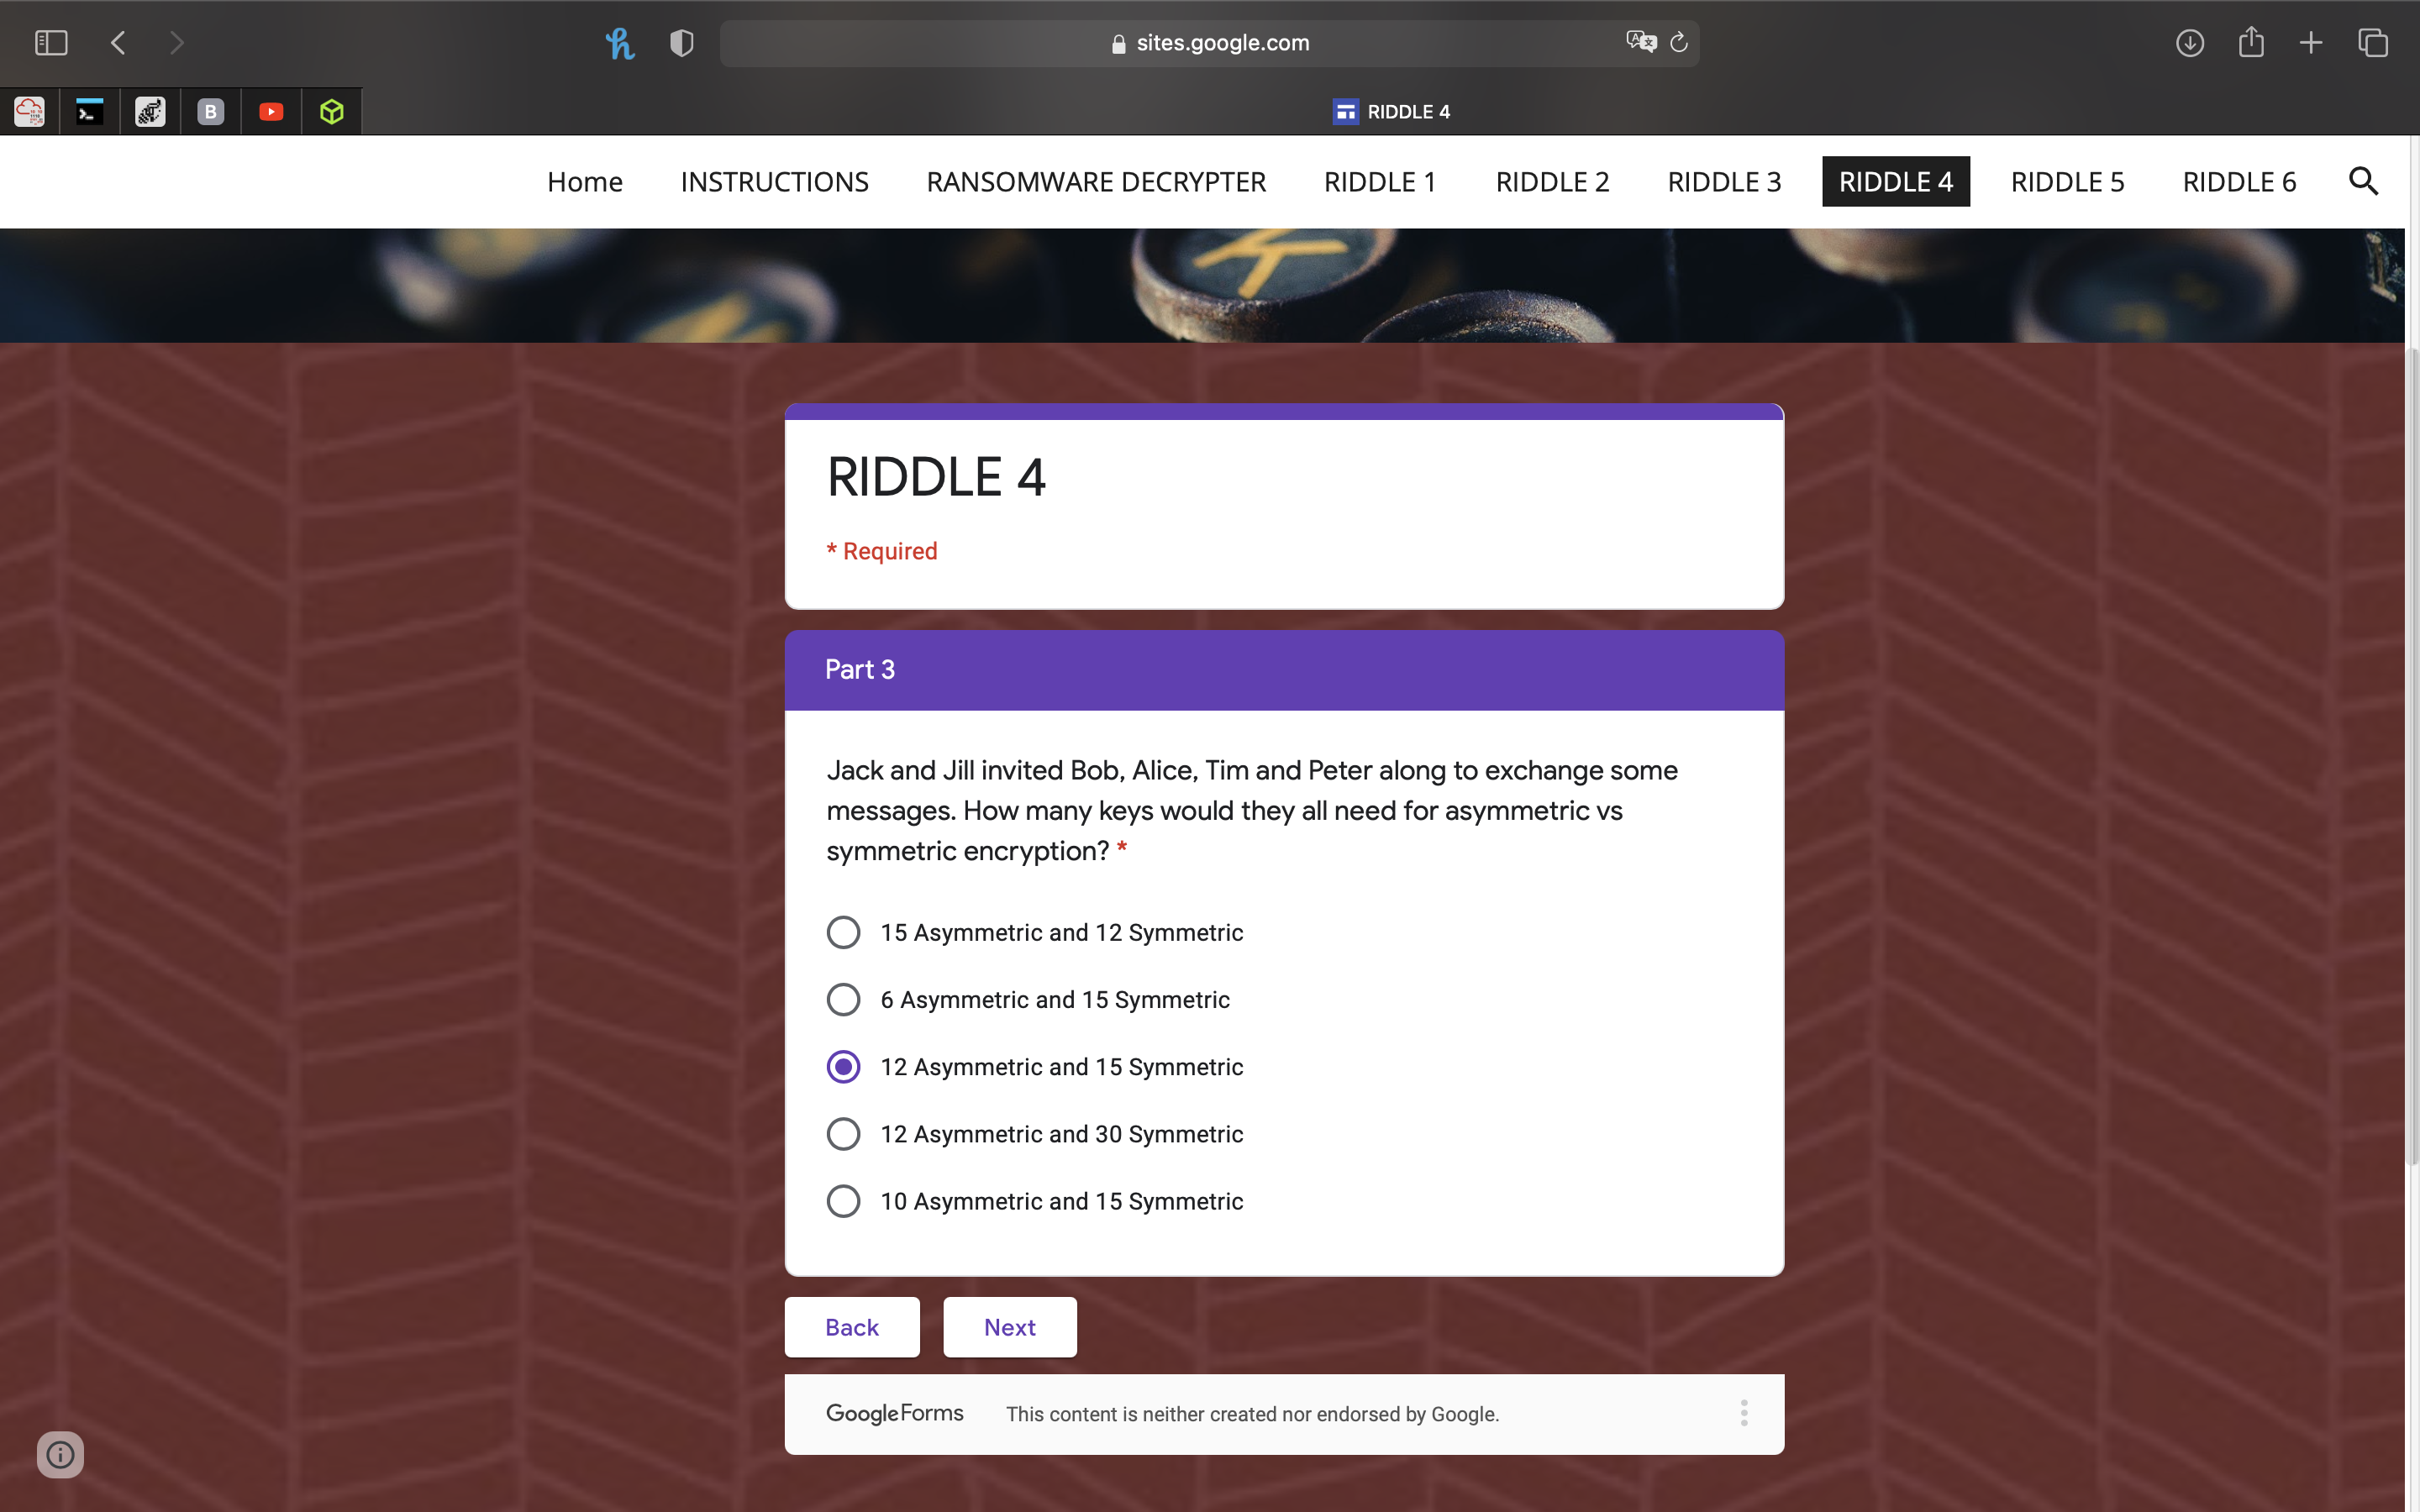 sites.google.com
B
RIDDLE 4
Home INSTRUCTIONS RANSOMWARE DECRYPTER RIDDLE 1 RIDDLE 2 RIDDLE 3 RIDDLE 4 RIDDLE 5 RIDDLE 6
RIDDLE 4
* Required
Part 3
Jack and Jill invited Bob, Alice, Tim and Peter along to exchange some
messages. How many keys would they all need for asymmetric vs
symmetric encryption? *
15 Asymmetric and 12 Symmetric
6 Asymmetric and 15 Symmetric
12 Asymmetric and 15 Symmetric
12 Asymmetric and 30 Symmetric
10 Asymmetric and 15 Symmetric
Back Next
Google Forms This content is neither created nor endorsed by Google.